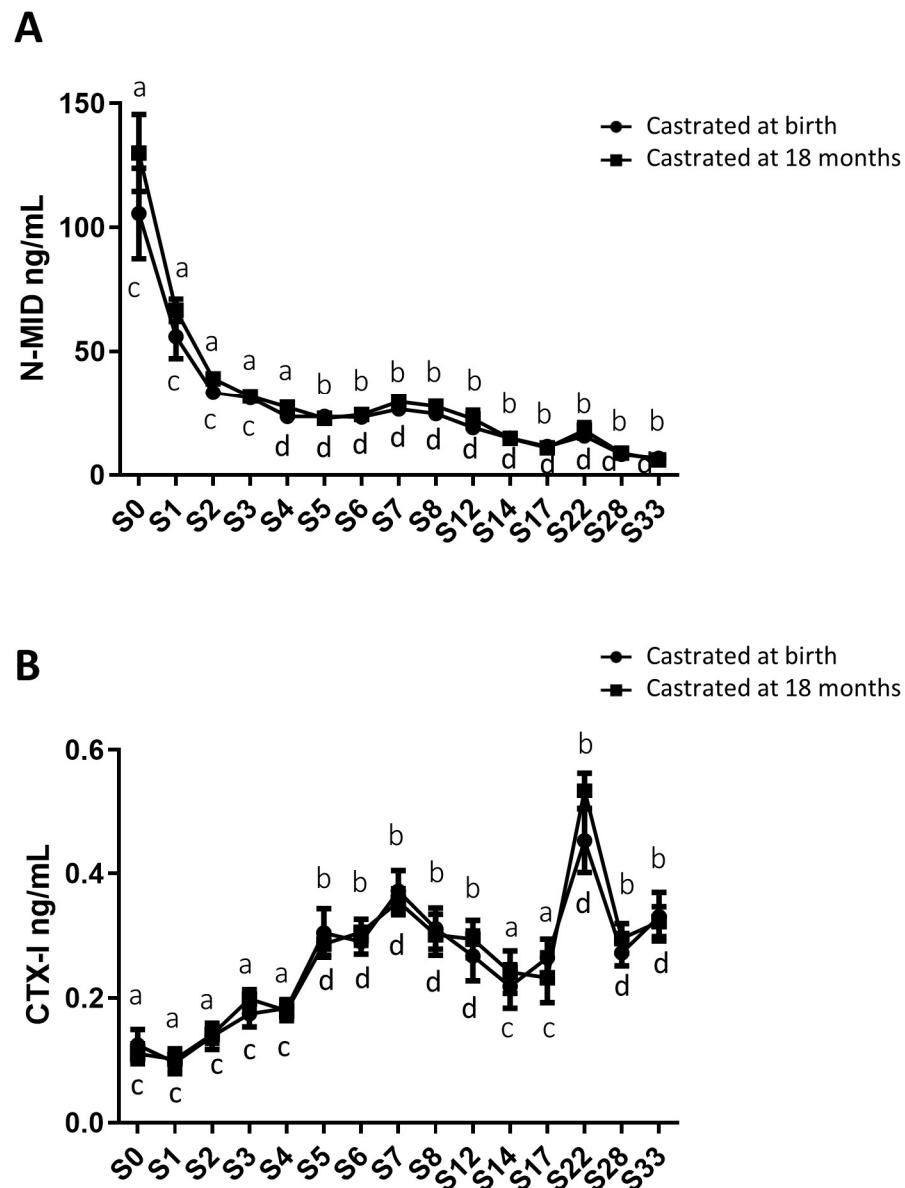 A
a
150
Castrated at birth
Castrated at 18 months
100
N-MID ng/mL
c a
50
c a a a b b b b b b b b b b
c c d d d d d d d d d d d
0
S0 S1 S2 S3 S4 S5 S6 S7 S8 S12 S14 S17 S22 S28 S33
B
Castrated at birth
Castrated at 18 months
0.6
b
CTX-I ng/mL
0.4
a a a a a b b b b b a a b b
0.2
c c c c c d d d d d c c d d d
0.0
S0 S1 S2 S3 S4 S5 S6 S7 S8 S12 S14 S17 S22 S28 S33